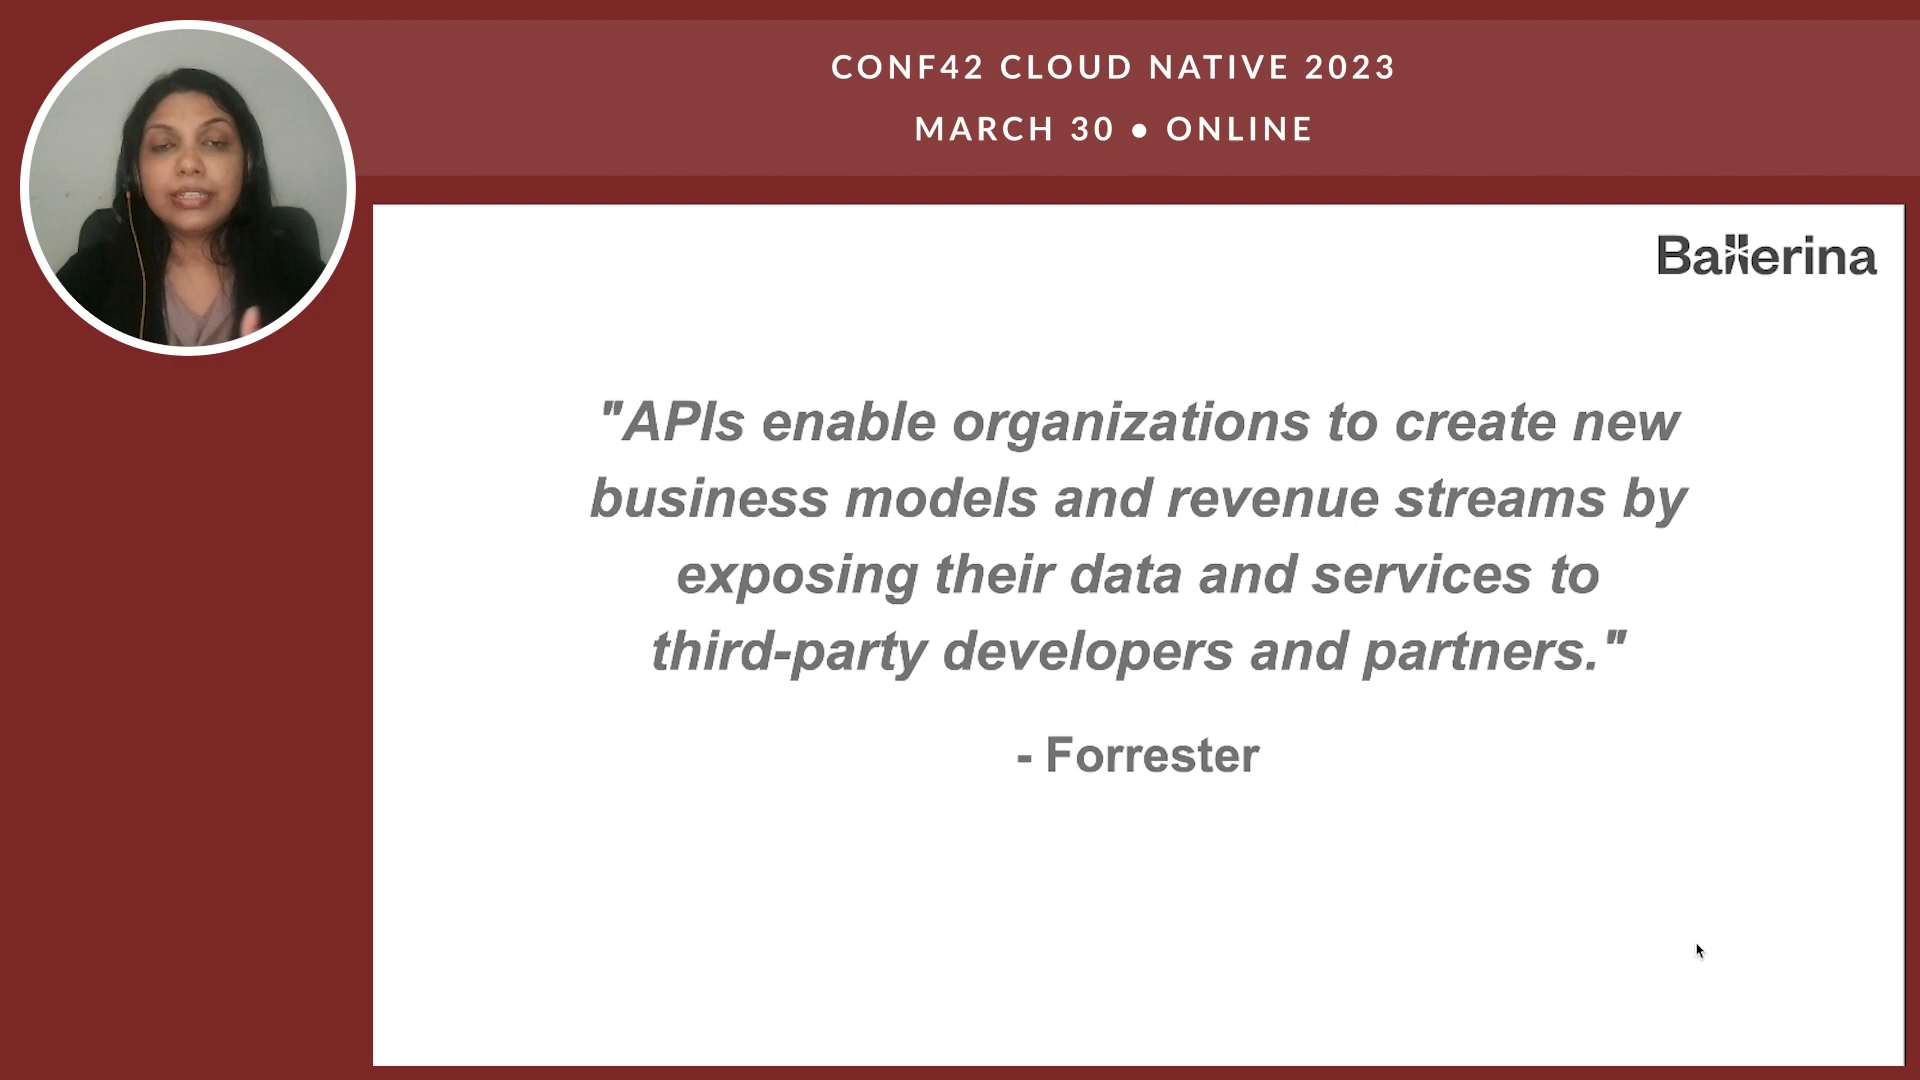 CONF42 CLOUD NATIVE 2023
MARCH 30 • ONLINE
Ballerina
"APIs enable organizations to create new
business models and revenue streams by
exposing their data and services to
third-party developers and partners."
- Forrester